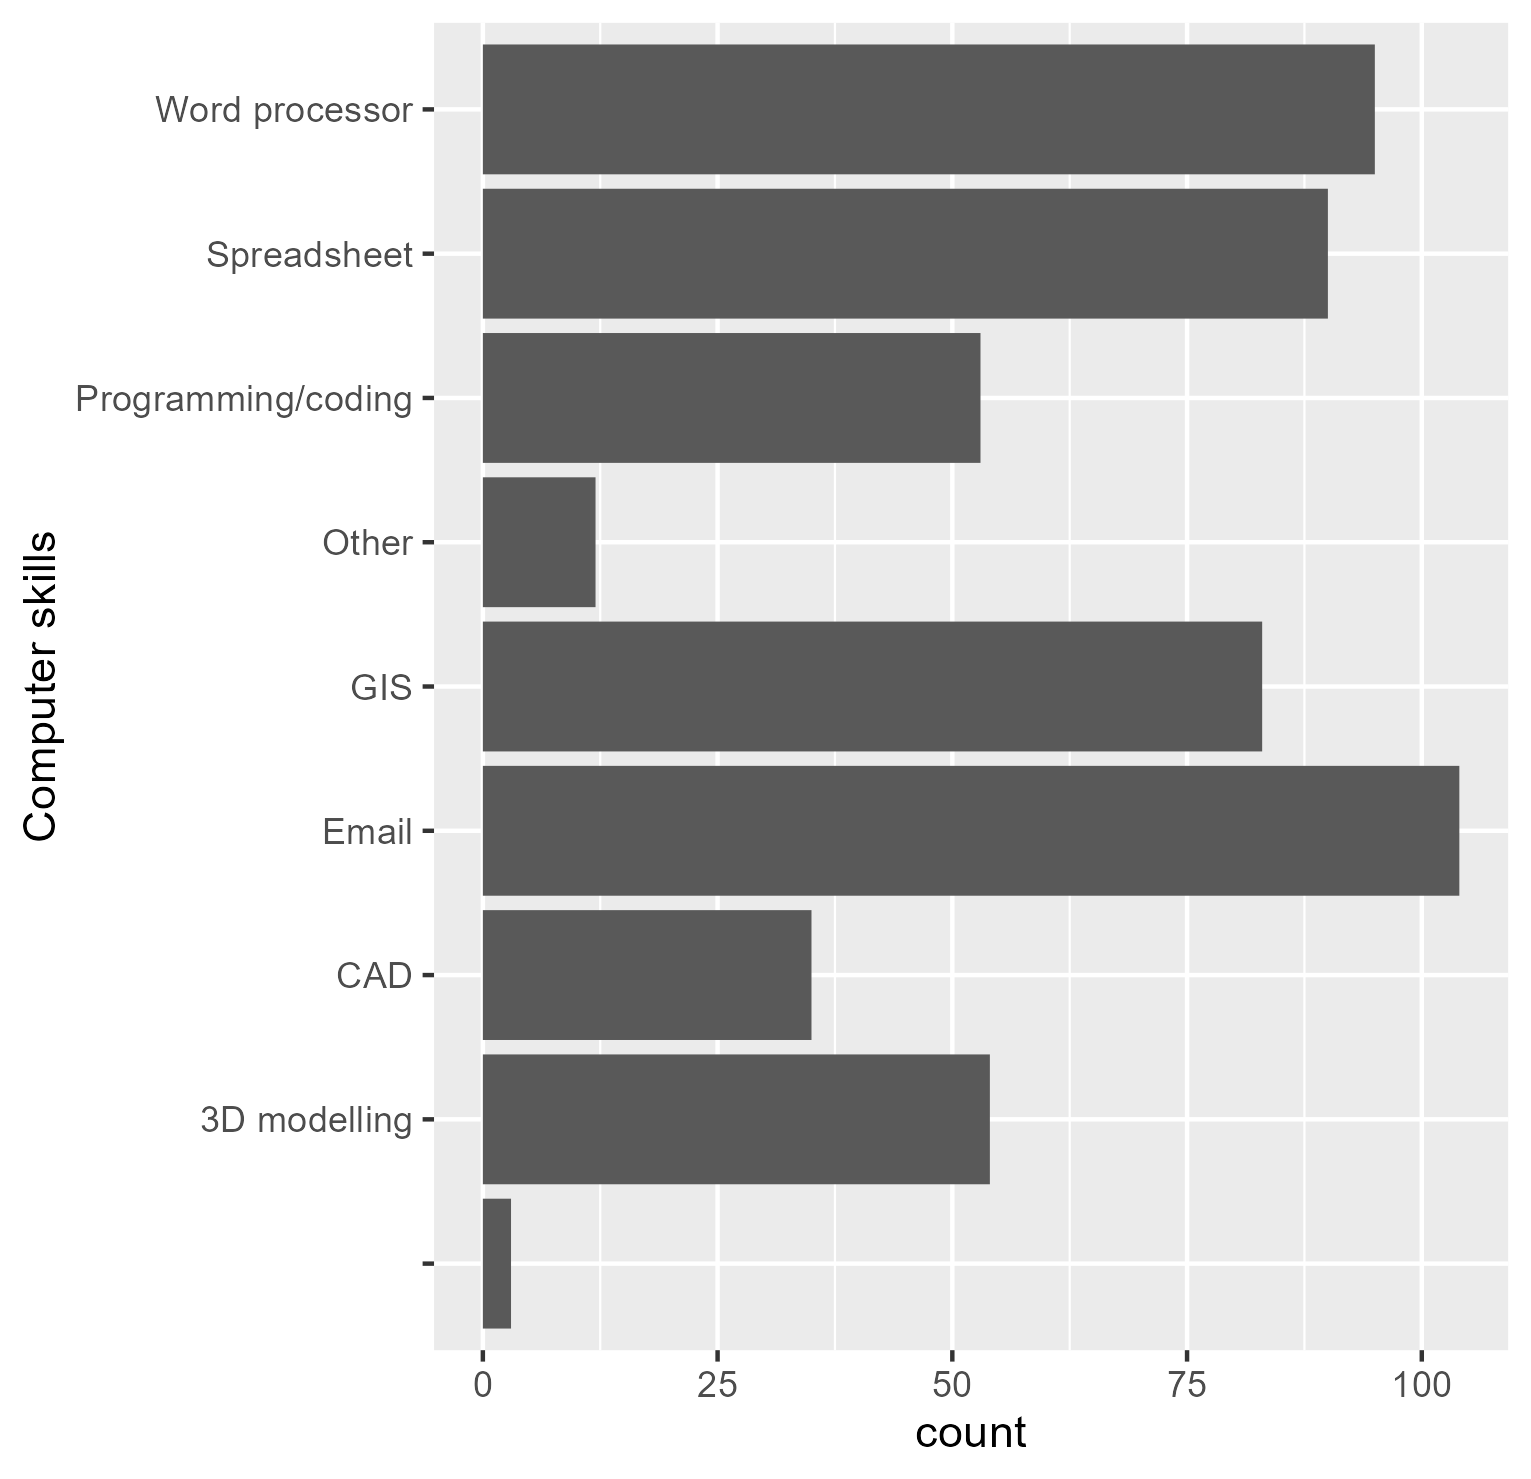 Word processor
Spreadsheet
Programming/coding
Other
GIS
Email
CAD
3D modelling
Computer skills
0 25 50 75 100
count